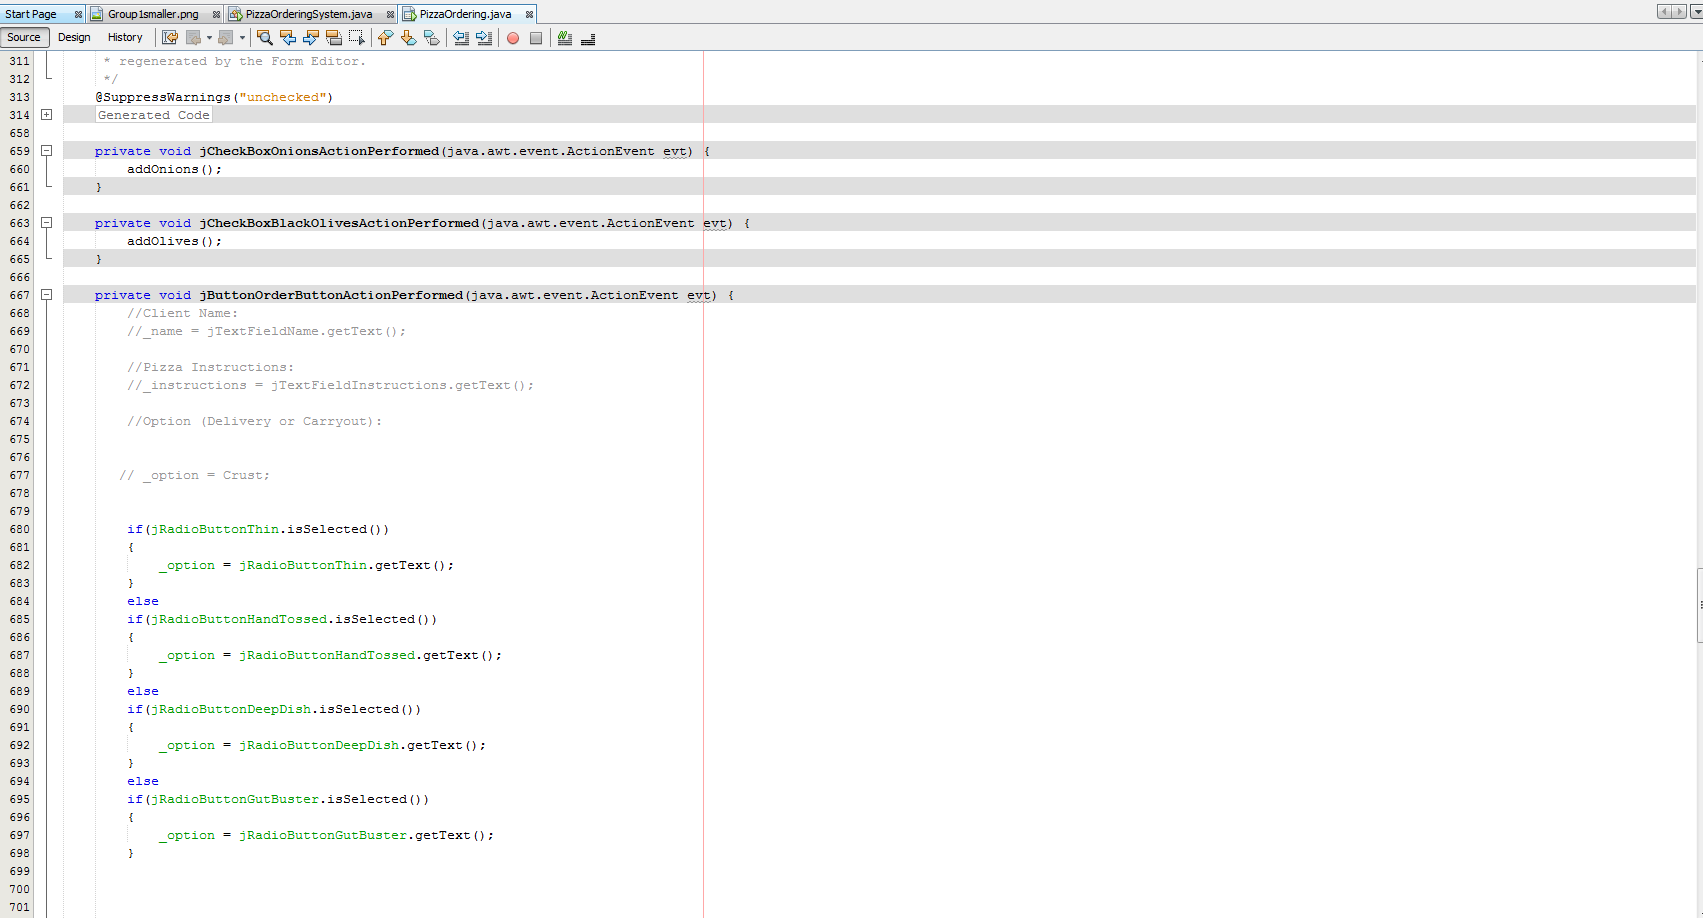 Start Page Group1smaller.png PizzaOrderingSystem.java PizzaOrdering.java
Source Design History
311 * regenerated by the Form Editor.
312 */
313 @SuppressWarnings("unchecked")
314 Generated Code
658
659 private void jCheckBoxOnionsActionPerformed(java.awt.event.ActionEvent evt) {
660 addOnions();
661 }
662
663 private void jCheckBoxBlackOlivesActionPerformed(java.awt.event.ActionEvent evt) {
664 addOlives();
665 }
666
667 private void jButtonOrderButtonActionPerformed(java.awt.event.ActionEvent evt) {
668 //Client Name:
669 //_name = jTextFieldName.getText();
670
671 //Pizza Instructions:
672 //_instructions = jTextFieldInstructions.getText();
673
674 //Option (Delivery or Carryout):
675
676
677 // _option = Crust;
678
679
680 if(jRadioButtonThin.isSelected())
681 {
682 _option = jRadioButtonThin.getText();
683 }
684 else
685 if(jRadioButtonHandTossed.isSelected())
686 {
687 _option = jRadioButtonHandTossed.getText();
688 }
689 else
690 if(jRadioButtonDeepDish.isSelected())
691 {
692 _option = jRadioButtonDeepDish.getText();
693 }
694 else
695 if(jRadioButtonGutBuster.isSelected())
696 {
697 _option = jRadioButtonGutBuster.getText();
698 }
699
700
701